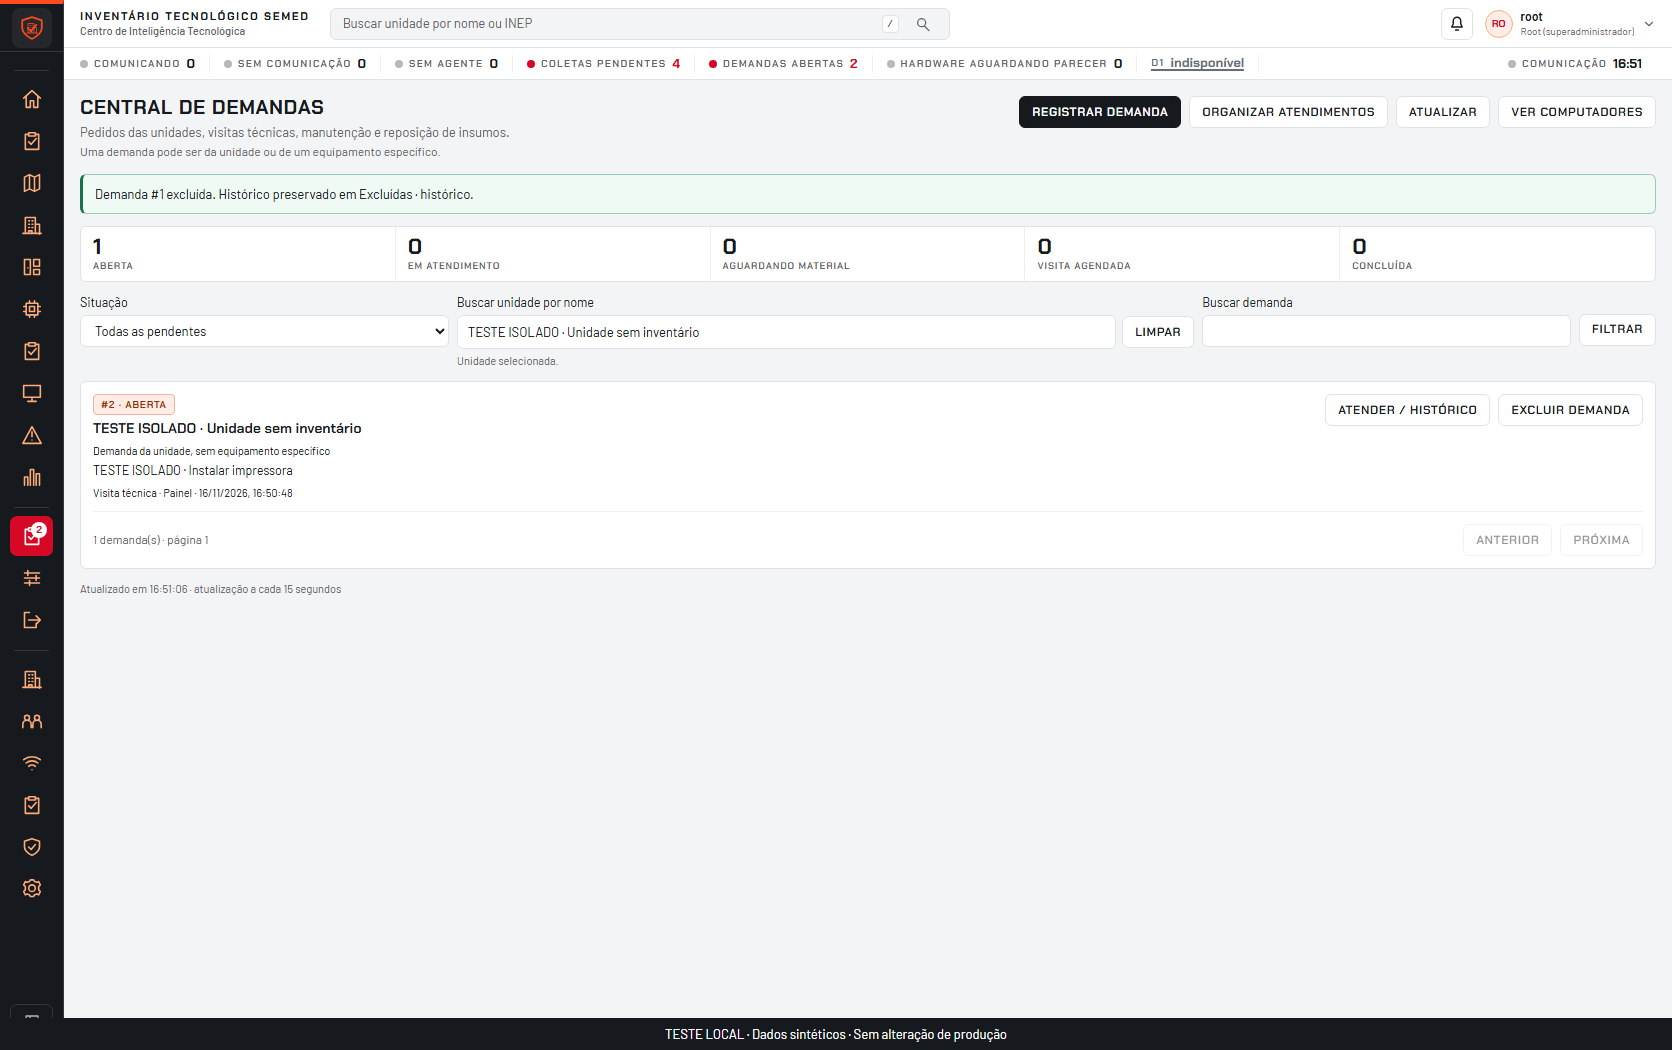 INVENTÁRIO TECNOLÓGICO SEMED
Centro de Inteligência Tecnológica
Buscar unidade por nome ou INEP
/
RO
root
Root (superadministrador)
COMUNICANDO 0
SEM COMUNICAÇÃO 0
SEM AGENTE 0
COLETAS PENDENTES 4
DEMANDAS ABERTAS 2
HARDWARE AGUARDANDO PARECER 0
D1 indisponível
COMUNICAÇÃO 16:51
CENTRAL DE DEMANDAS
Pedidos das unidades, visitas técnicas, manutenção e reposição de insumos.
Uma demanda pode ser da unidade ou de um equipamento específico.
REGISTRAR DEMANDA
ORGANIZAR ATENDIMENTOS
ATUALIZAR
VER COMPUTADORES
Demanda #1 excluída. Histórico preservado em Excluídas · histórico.
1
ABERTA
0
EM ATENDIMENTO
0
AGUARDANDO MATERIAL
0
VISITA AGENDADA
0
CONCLUÍDA
Situação
Todas as pendentes
Buscar unidade por nome
TESTE ISOLADO · Unidade sem inventário
LIMPAR
Unidade selecionada.
Buscar demanda
FILTRAR
#2 · ABERTA
TESTE ISOLADO · Unidade sem inventário
Demanda da unidade, sem equipamento específico
TESTE ISOLADO · Instalar impressora
Visita técnica · Painel · 16/11/2026, 16:50:48
ATENDER / HISTÓRICO
EXCLUIR DEMANDA
1 demanda(s) · página 1
ANTERIOR
PRÓXIMA
Atualizado em 16:51:06 · atualização a cada 15 segundos
2
TESTE LOCAL · Dados sintéticos · Sem alteração de produção